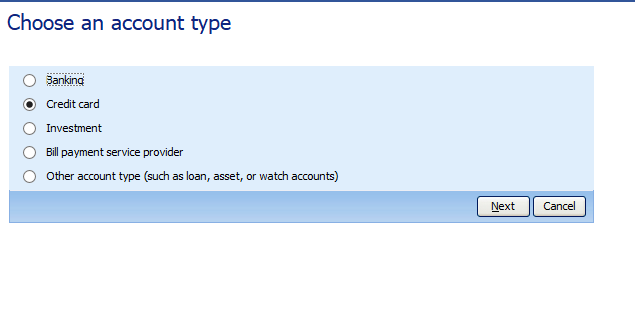 Choose an account type
Banking
Credit card
Investment
Bill payment service provider
Other account type (such as loan, asset, or watch accounts)
Next Cancel